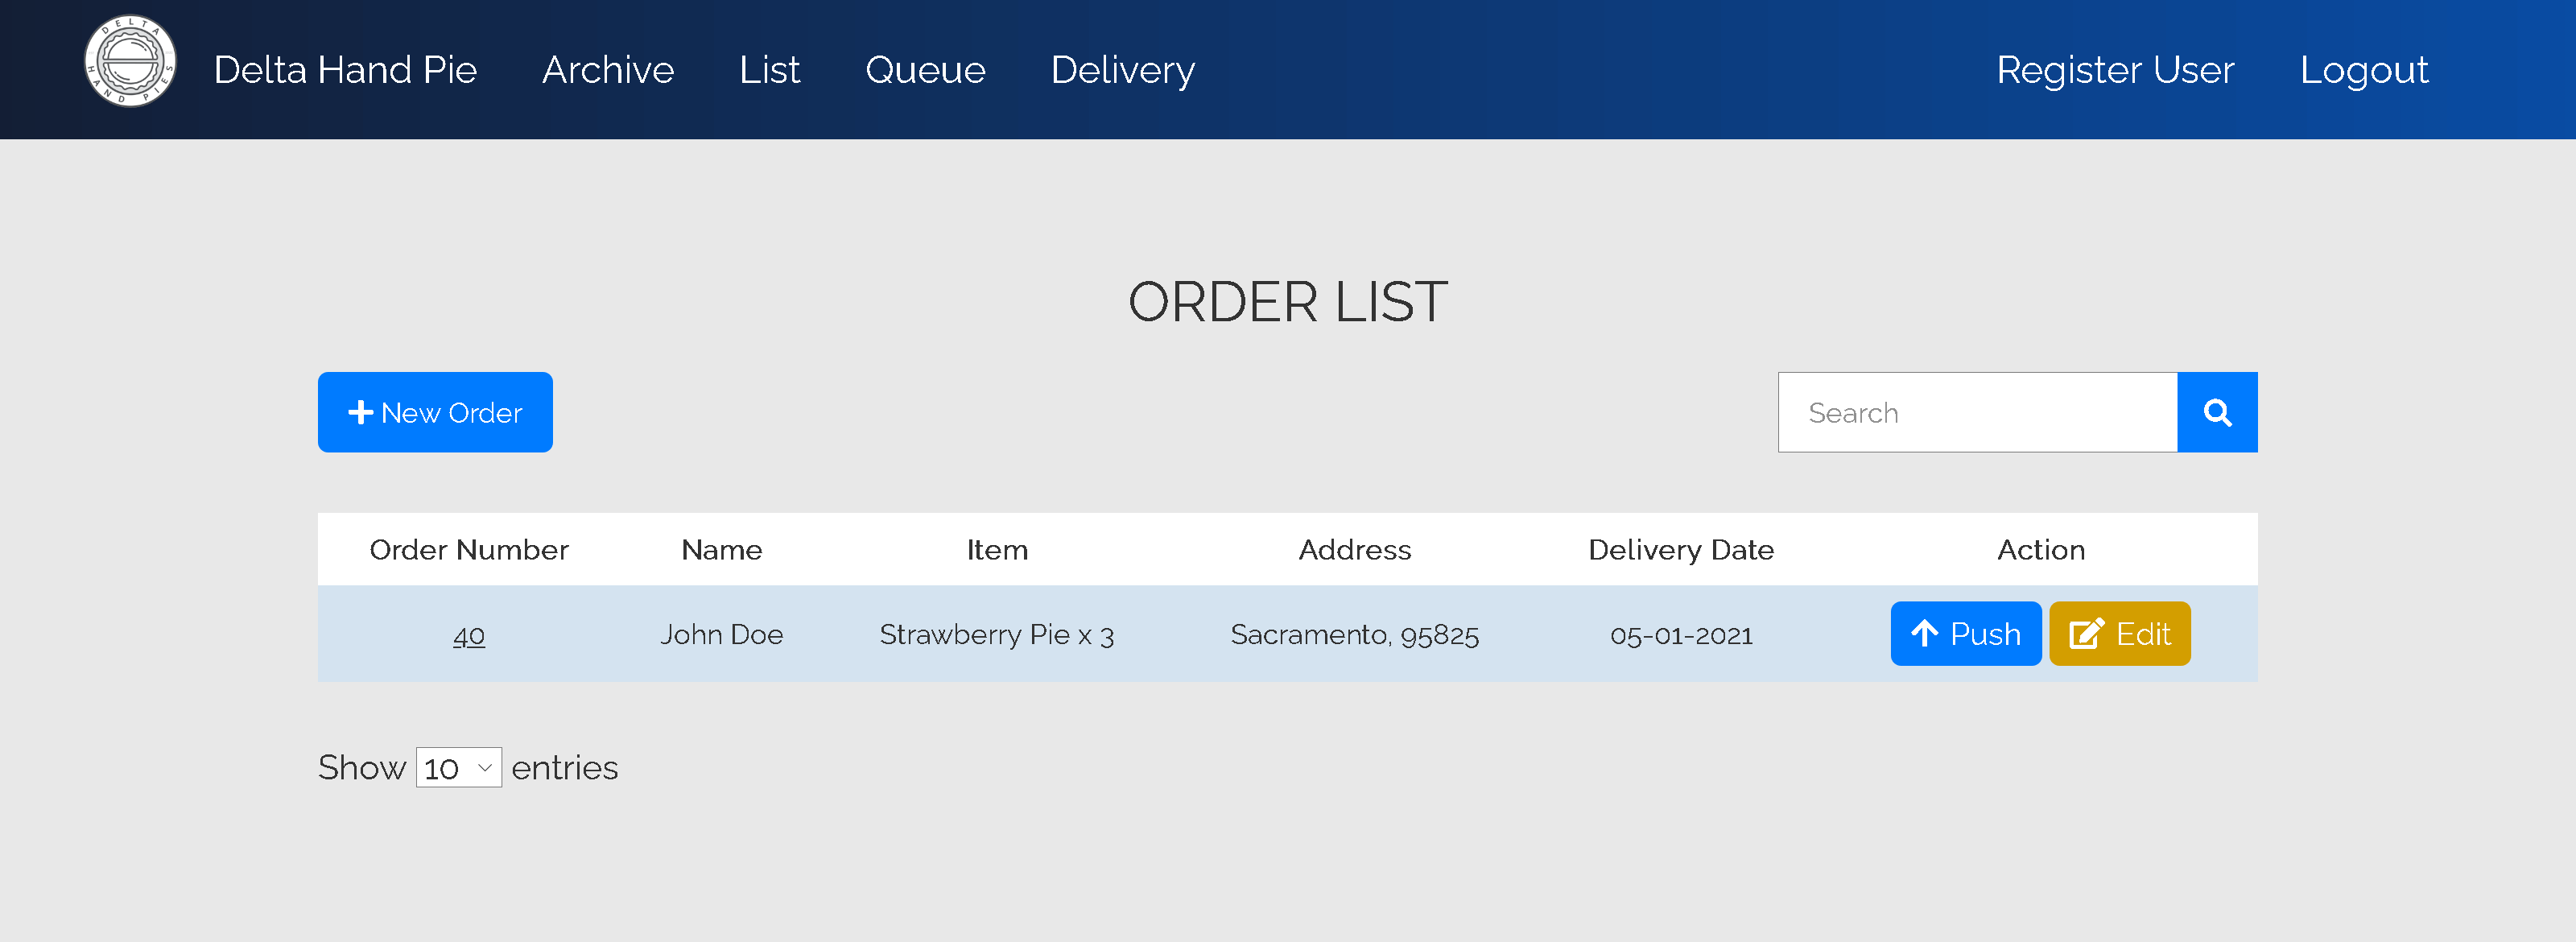 DELTA HAND PIES
Delta Hand Pie Archive List Queue Delivery Register User Logout
ORDER LIST
New Order Search
Order Number Name Item Address Delivery Date Action
40 John Doe Strawberry Pie x 3 Sacramento, 95825 05-01-2021 Push Edit
Show 10 entries